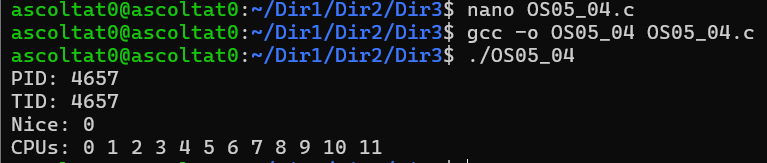 ascoltat0@ascoltat0:~/Dir1/Dir2/Dir3$ nano OS05_04.c
ascoltat0@ascoltat0:~/Dir1/Dir2/Dir3$ gcc -o OS05_04 OS05_04.c
ascoltat0@ascoltat0:~/Dir1/Dir2/Dir3$ ./OS05_04
PID: 4657
TID: 4657
Nice: 0
CPUs: 0 1 2 3 4 5 6 7 8 9 10 11